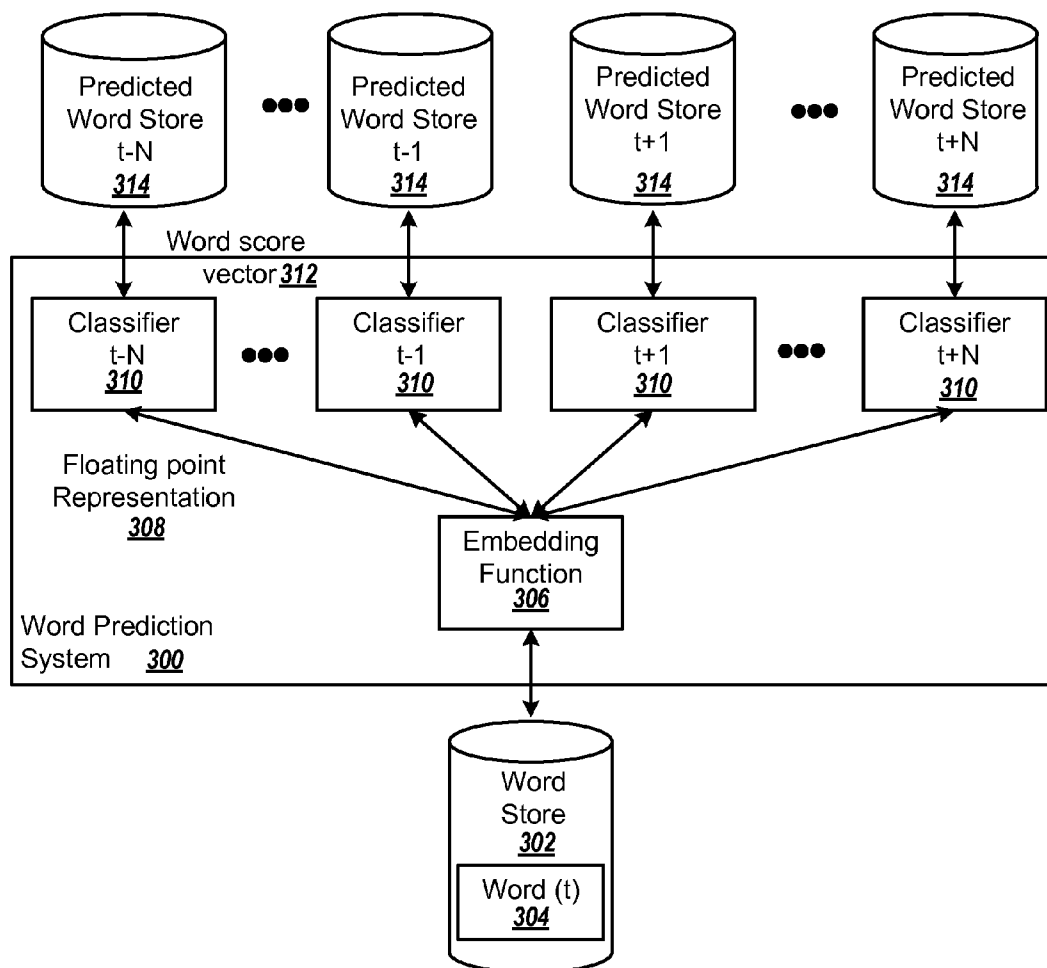 Predicted
Word Store
t-N
314
Predicted
Word Store
t-1
314
Predicted
Word Store
t+1
314
Predicted
Word Store
t+N
314
Word score
vector 312
Classifier
t-N
310
Classifier
t-1
310
Classifier
t+1
310
Classifier
t+N
310
Floating point
Representation
308
Embedding
Function
306
Word Prediction
System 300
Word
Store
302
Word (t)
304